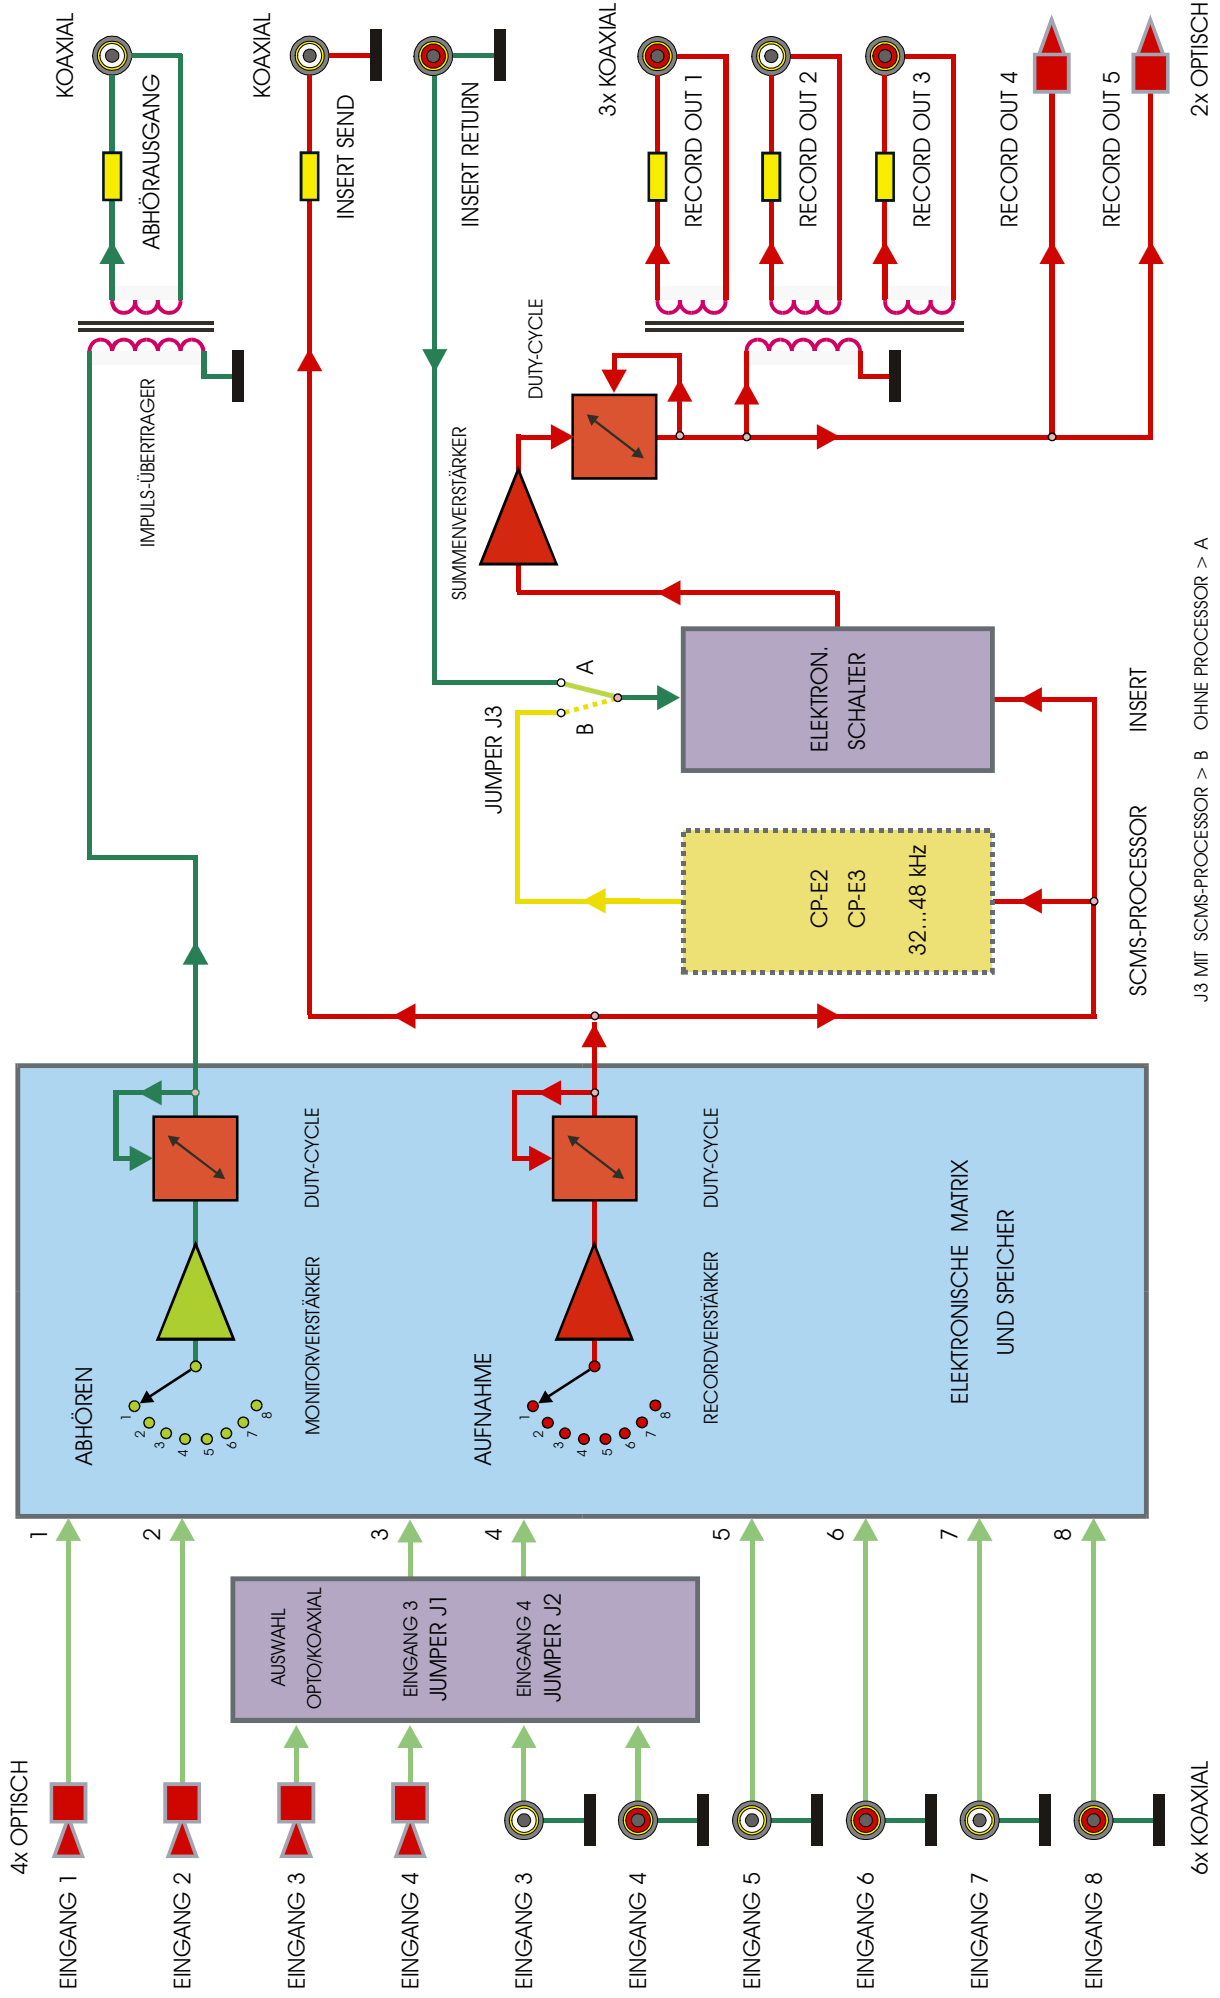 4x OPTISCH
EINGANG 1
EINGANG 2
EINGANG 3
EINGANG 4
EINGANG 3
EINGANG 4
EINGANG 5
EINGANG 6
EINGANG 7
EINGANG 8
6x KOAXIAL
AUSWAHL
OPTO/KOAXIAL
EINGANG 3
JUMPER J1
EINGANG 4
JUMPER J2
1
2
3
4
5
6
7
8
ABHÖREN
1
2
3
4
5
6
7
8
MONITORVERSTÄRKER
DUTY-CYCLE
AUFNAHME
1
2
3
4
5
6
7
8
RECORDVERSTÄRKER
DUTY-CYCLE
ELEKTRONISCHE MATRIX
UND SPEICHER
IMPULS-ÜBERTRAGER
KOAXIAL
ABHÖRAUSGANG
KOAXIAL
INSERT SEND
INSERT RETURN
JUMPER J3
B
A
CP-E2
CP-E3
32...48 kHz
SCMS-PROCESSOR
ELEKTRON.
SCHALTER
INSERT
J3 MIT SCMS-PROCESSOR > B OHNE PROCESSOR > A
SUMMENVERSTÄRKER
DUTY-CYCLE
3x KOAXIAL
RECORD OUT 1
RECORD OUT 2
RECORD OUT 3
RECORD OUT 4
RECORD OUT 5
2x OPTISCH